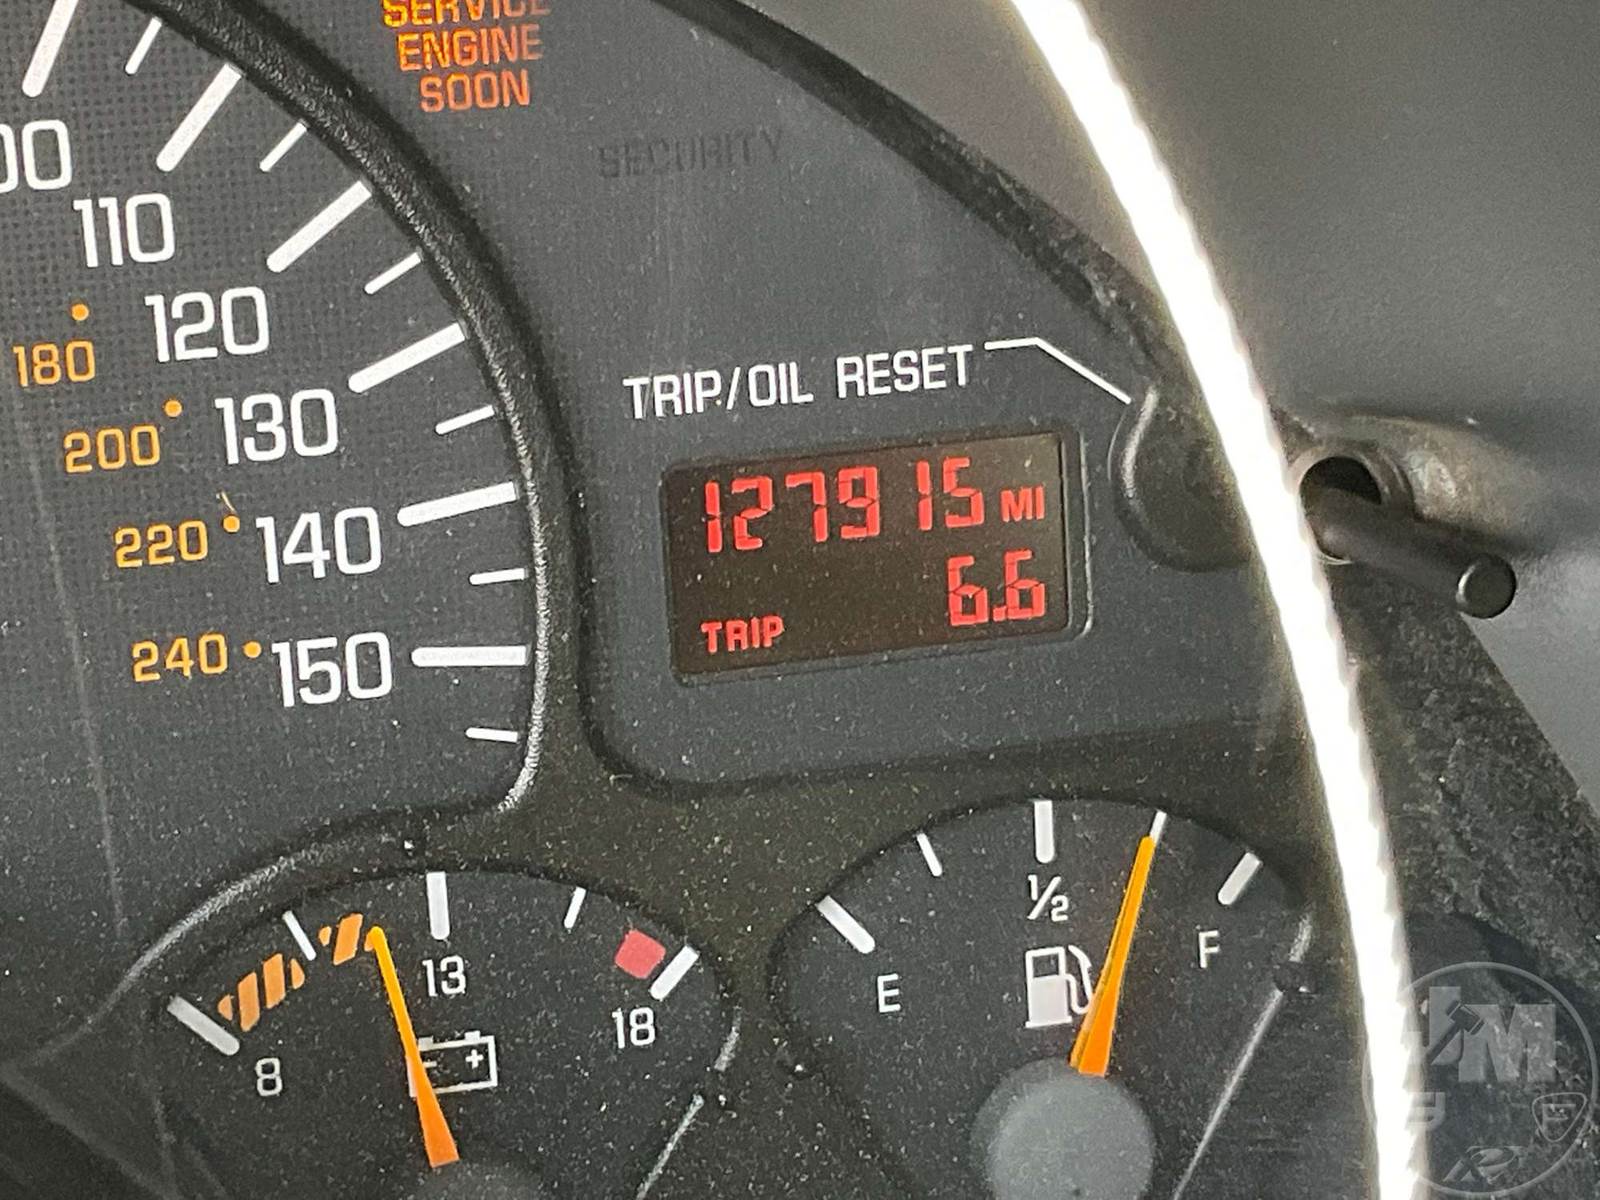 SERVICE
ENGINE
SOON
SECURITY
110
120
180
130
200
140
220
150
240
TRIP/OIL RESET
127915 MI
6.6
TRIP
8
13
18
E
1/2
F
JM